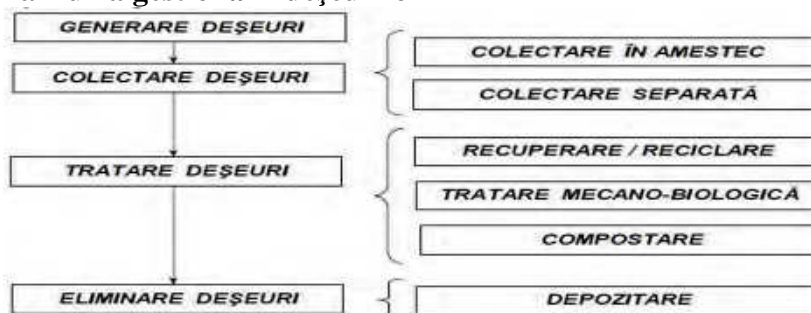 GENERARE DEŞEURI
COLECTARE DEŞEURI
COLECTARE ÎN AMESTEC
COLECTARE SEPARATĂ
TRATARE DEŞEURI
RECUPERARE / RECICLARE
TRATARE MECANO-BIOLOGICĂ
COMPOSTARE
ELIMINARE DEŞEURI
DEPOZITARE